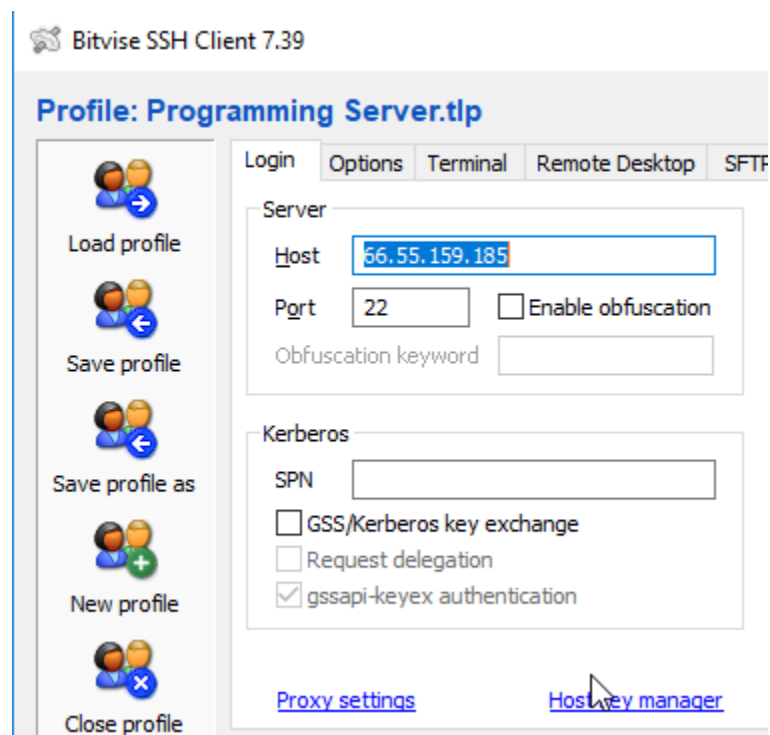 Bitvise SSH Client 7.39
Profile: Programming Server.tlp
Login Options Terminal Remote Desktop
Load profile
Save profile
Save profile as
New profile
Close profile
Server
Host 66.55.159.185
Port 22 Enable obfuscation
Obfuscation keyword
Kerberos
SPN
GSS/Kerberos key exchange
Request delegation
gssapi-keyex authentication
Proxy settings Host key manager